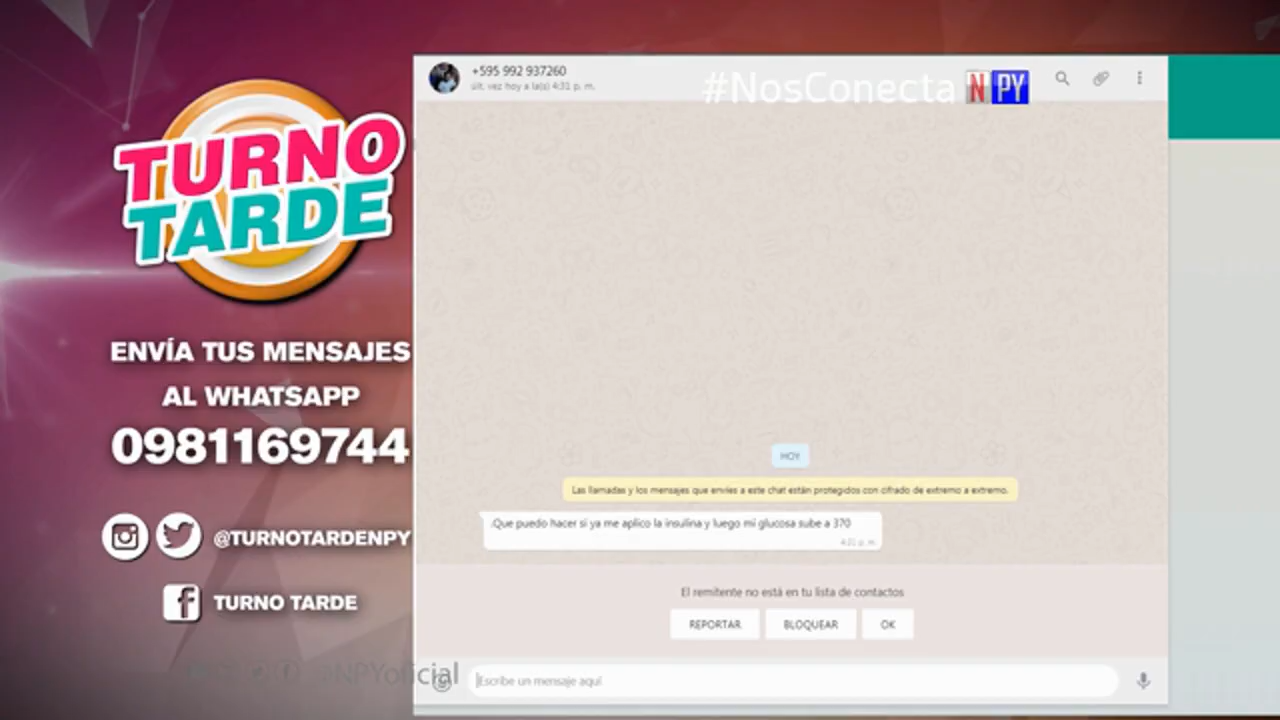 +595 992 937260
últ. vez hoy a la(s) 4:31 p. m.
#NosConecta NPY
TURNO
TARDE
ENVÍA TUS MENSAJES
AL WHATSAPP
0981169744
@TURNOTARDENPY
TURNO TARDE
HOY
Las llamadas y los mensajes que envíes a este chat están protegidos con cifrado de extremo a extremo.
.Que puedo hacer si ya me aplico la insulina y luego mi glucosa sube a 370
4:31 p. m.
El remitente no está en tu lista de contactos
REPORTAR
BLOQUEAR
OK
@NPYoficial
Escribe un mensaje aquí